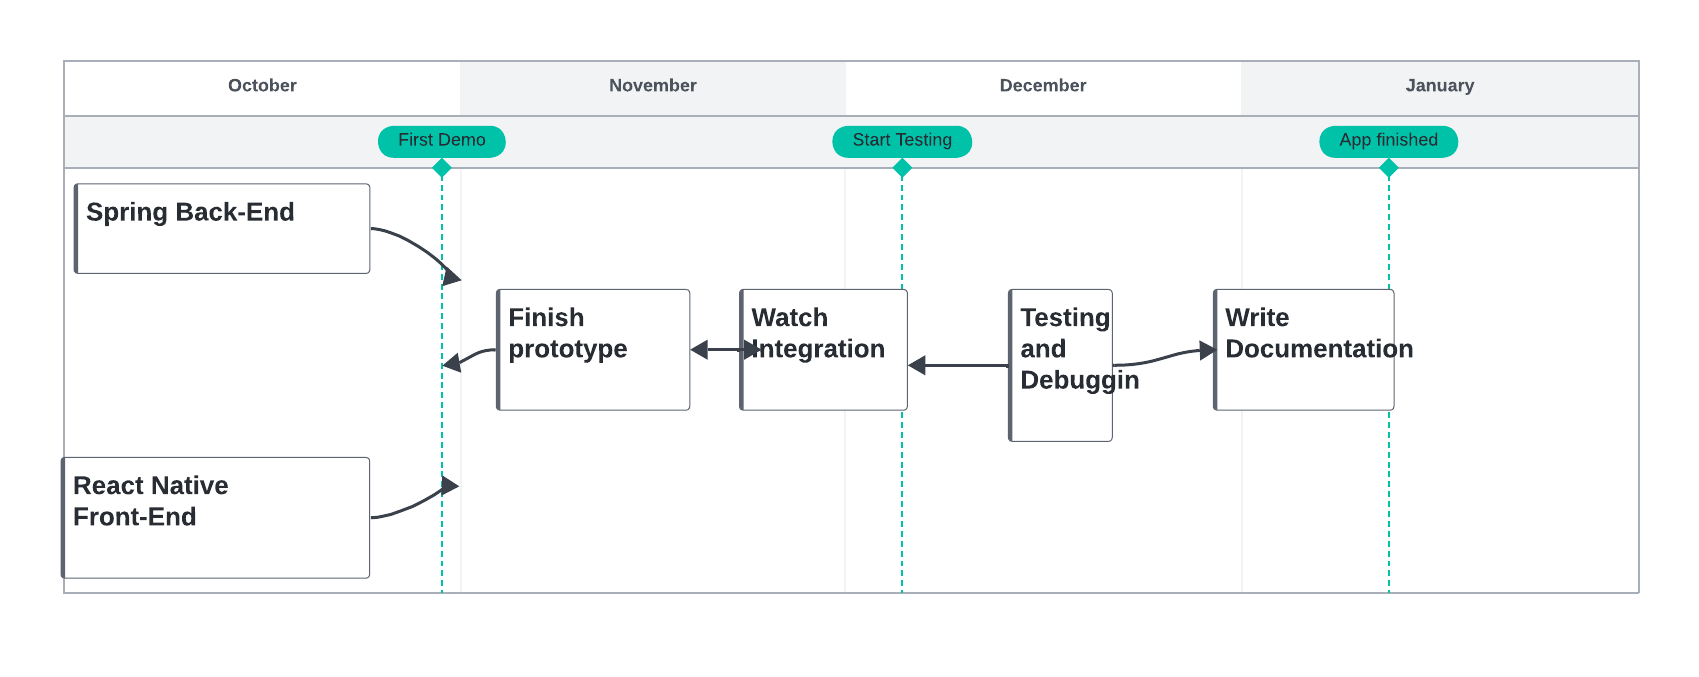 October
November
December
January
First Demo
Start Testing
App finished
Spring Back-End
Finish
prototype
Watch
Integration
Testing
and
Debuggin
Write
Documentation
React Native
Front-End